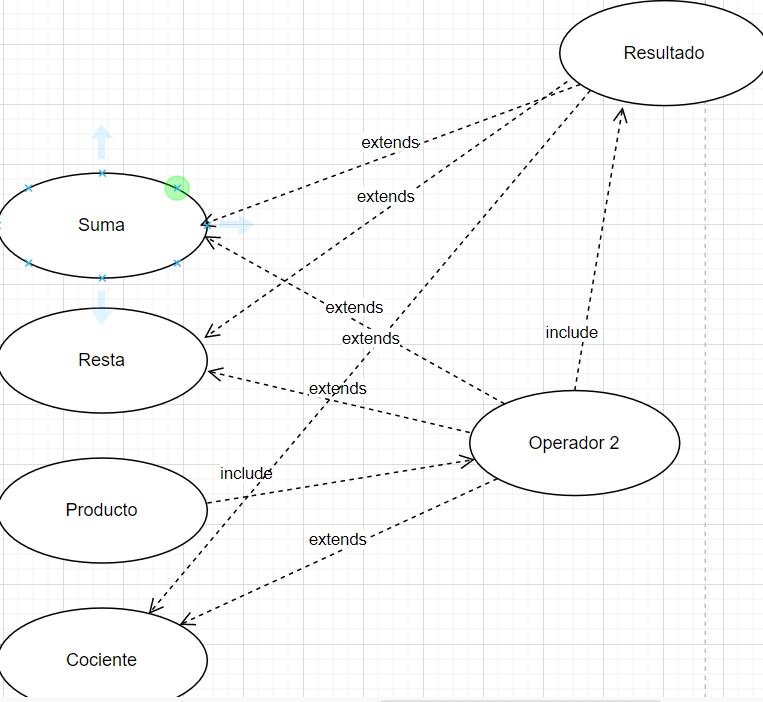 Resultado
extends
extends
Suma
extends
include
extends
Resta
extends
Operador 2
include
Producto
extends
Cociente